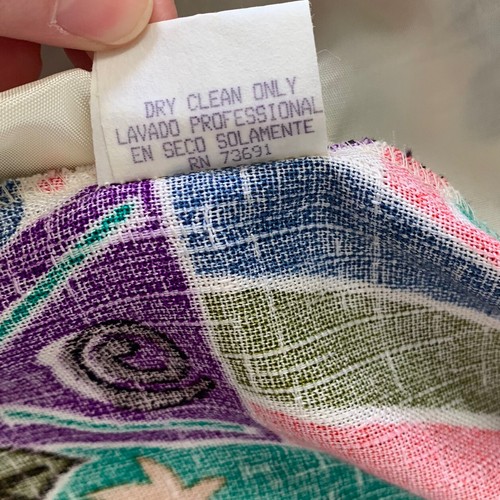 DRY CLEAN ONLY
LAVADO PROFESSIONAL
EN SECO SOLAMENTE
RN 73691